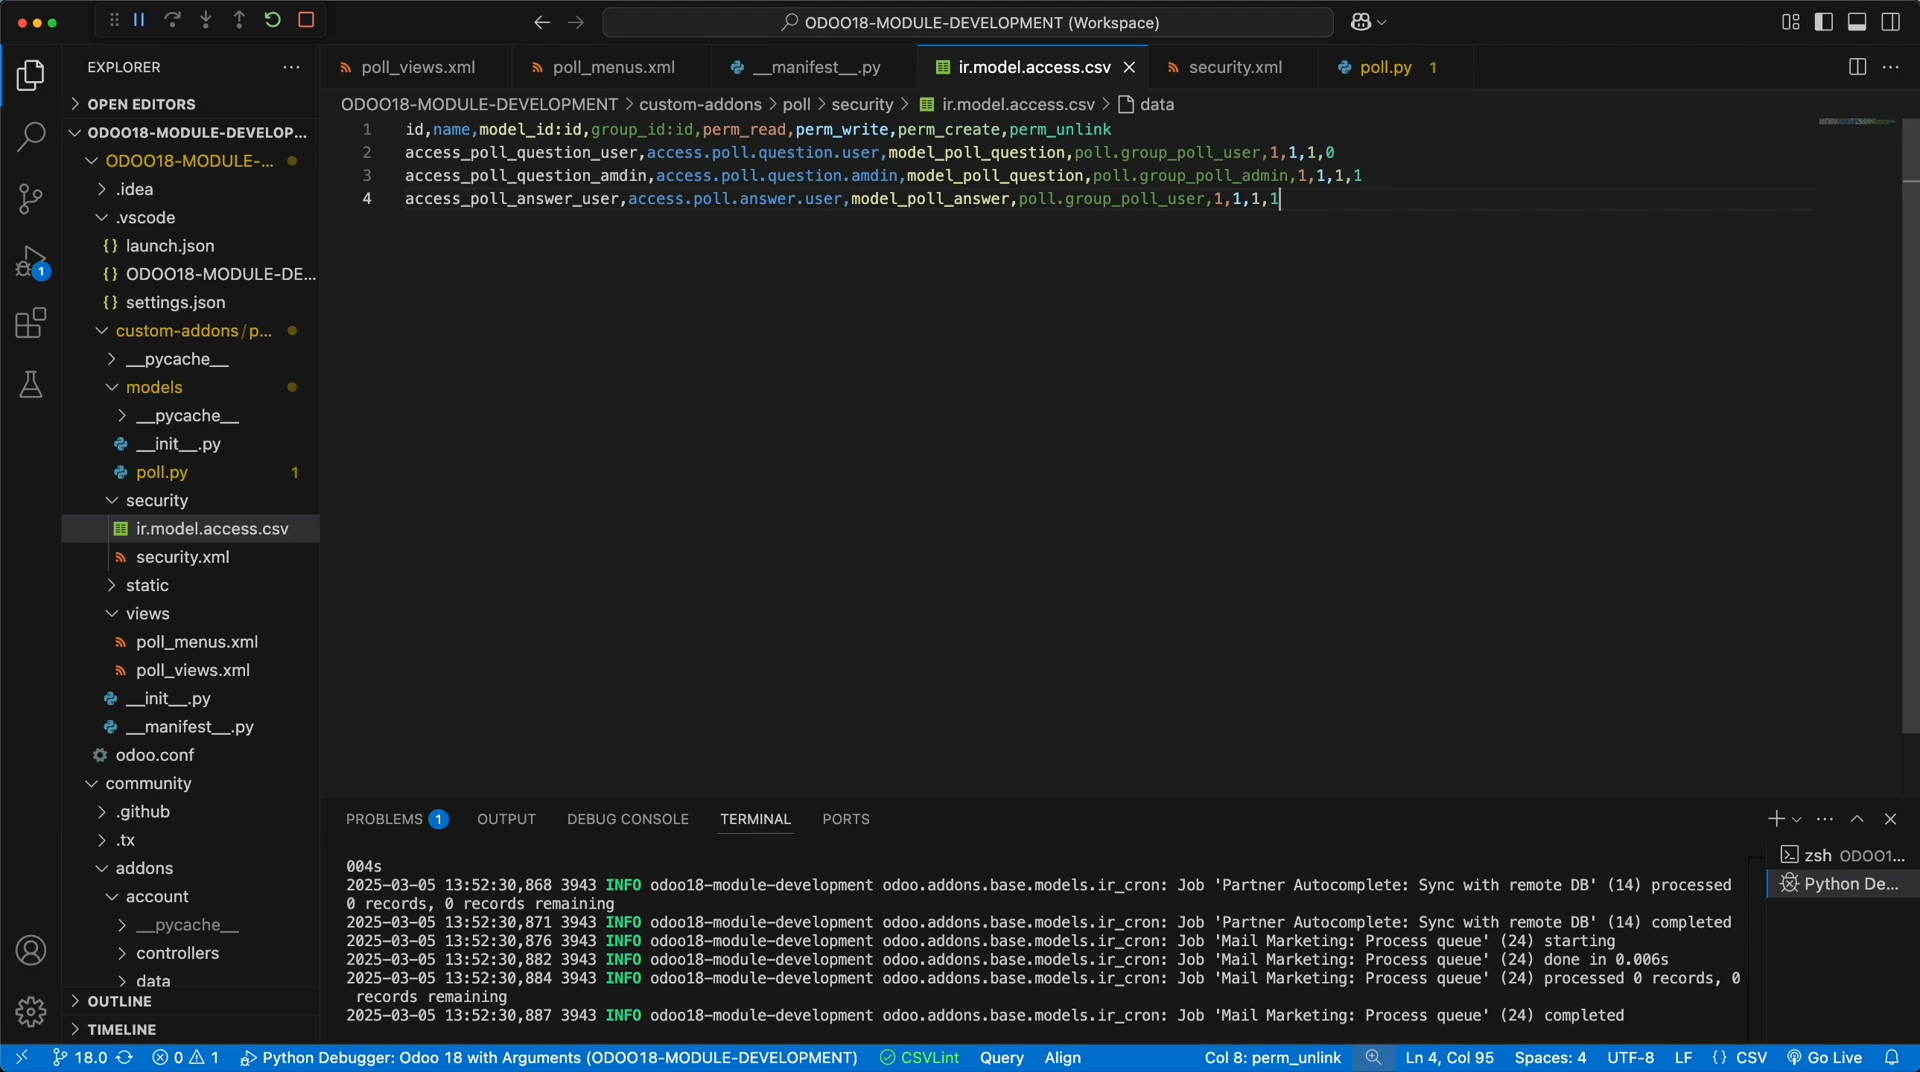 ODOO18-MODULE-DEVELOPMENT (Workspace)
EXPLORER
OPEN EDITORS
ODOO18-MODULE-DEVELOP...
ODOO18-MODULE-...
.idea
.vscode
launch.json
ODOO18-MODULE-DE...
settings.json
custom-addons/p...
__pycache__
models
__pycache__
__init__.py
poll.py 1
security
ir.model.access.csv
security.xml
static
views
poll_menus.xml
poll_views.xml
__init__.py
__manifest__.py
odoo.conf
community
.github
.tx
addons
account
__pycache__
controllers
data
OUTLINE
TIMELINE
1
poll_views.xml poll_menus.xml __manifest__.py ir.model.access.csv security.xml poll.py 1
ODOO18-MODULE-DEVELOPMENT > custom-addons > poll > security > ir.model.access.csv > data
1 id,name,model_id:id,group_id:id,perm_read,perm_write,perm_create,perm_unlink
2 access_poll_question_user,access.poll.question.user,model_poll_question,poll.group_poll_user,1,1,1,0
3 access_poll_question_amdin,access.poll.question.amdin,model_poll_question,poll.group_poll_admin,1,1,1,1
4 access_poll_answer_user,access.poll.answer.user,model_poll_answer,poll.group_poll_user,1,1,1,1
PROBLEMS 1 OUTPUT DEBUG CONSOLE TERMINAL PORTS
004s
2025-03-05 13:52:30,868 3943 INFO odoo18-module-development odoo.addons.base.models.ir_cron: Job 'Partner Autocomplete: Sync with remote DB' (14) processed
0 records, 0 records remaining
2025-03-05 13:52:30,871 3943 INFO odoo18-module-development odoo.addons.base.models.ir_cron: Job 'Partner Autocomplete: Sync with remote DB' (14) completed
2025-03-05 13:52:30,876 3943 INFO odoo18-module-development odoo.addons.base.models.ir_cron: Job 'Mail Marketing: Process queue' (24) starting
2025-03-05 13:52:30,882 3943 INFO odoo18-module-development odoo.addons.base.models.ir_cron: Job 'Mail Marketing: Process queue' (24) done in 0.006s
2025-03-05 13:52:30,884 3943 INFO odoo18-module-development odoo.addons.base.models.ir_cron: Job 'Mail Marketing: Process queue' (24) processed 0 records, 0
records remaining
2025-03-05 13:52:30,887 3943 INFO odoo18-module-development odoo.addons.base.models.ir_cron: Job 'Mail Marketing: Process queue' (24) completed
zsh ODOO1...
Python De...
18.0 0 1 Python Debugger: Odoo 18 with Arguments (ODOO18-MODULE-DEVELOPMENT) CSVLint Query Align Col 8: perm_unlink Ln 4, Col 95 Spaces: 4 UTF-8 LF {} CSV Go Live